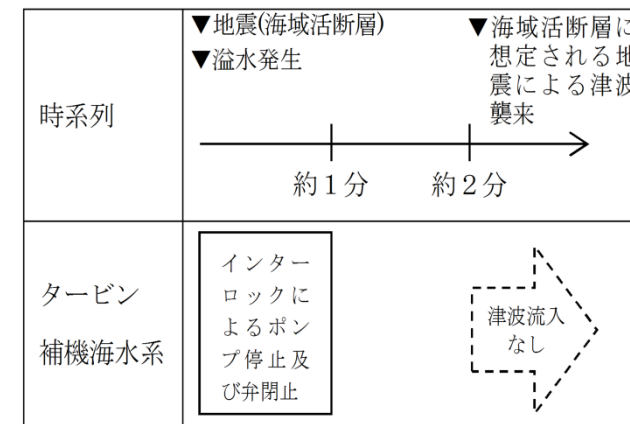 時系列
▼地震(海域活断層)
▼溢水発生
▼海域活断層に
想定される地
震による津波
襲来
約1分
約2分
タービン
補機海水系
インター
ロックに
よるポン
プ停止及
び弁閉止
津波流入
なし